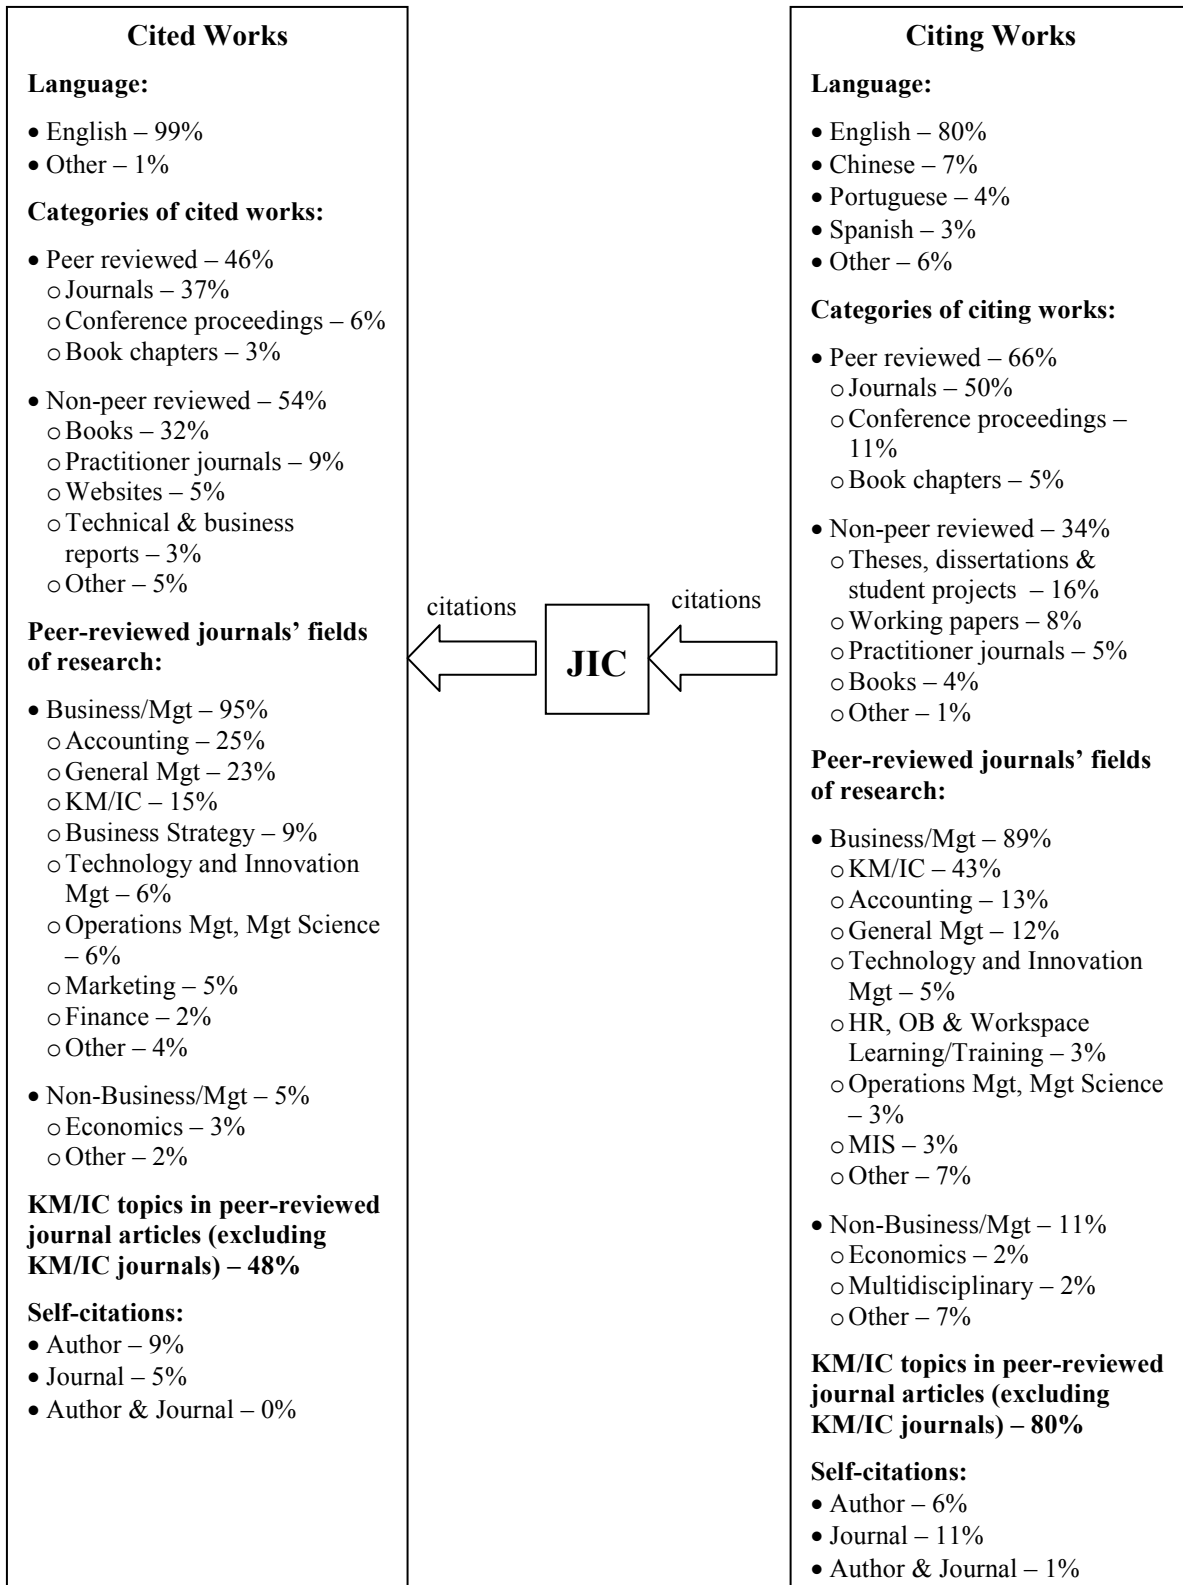 Cited Works
Language:
• English – 99%
• Other – 1%
Categories of cited works:
• Peer reviewed – 46%
o Journals – 37%
o Conference proceedings – 6%
o Book chapters – 3%
• Non-peer reviewed – 54%
o Books – 32%
o Practitioner journals – 9%
o Websites – 5%
o Technical & business
reports – 3%
o Other – 5%
Peer-reviewed journals’ fields
of research:
• Business/Mgt – 95%
o Accounting – 25%
o General Mgt – 23%
o KM/IC – 15%
o Business Strategy – 9%
o Technology and Innovation
Mgt – 6%
o Operations Mgt, Mgt Science
– 6%
o Marketing – 5%
o Finance – 2%
o Other – 4%
• Non-Business/Mgt – 5%
o Economics – 3%
o Other – 2%
KM/IC topics in peer-reviewed
journal articles (excluding
KM/IC journals) – 48%
Self-citations:
• Author – 9%
• Journal – 5%
• Author & Journal – 0%
citations
JIC
citations
Citing Works
Language:
• English – 80%
• Chinese – 7%
• Portuguese – 4%
• Spanish – 3%
• Other – 6%
Categories of citing works:
• Peer reviewed – 66%
o Journals – 50%
o Conference proceedings –
11%
o Book chapters – 5%
• Non-peer reviewed – 34%
o Theses, dissertations &
student projects – 16%
o Working papers – 8%
o Practitioner journals – 5%
o Books – 4%
o Other – 1%
Peer-reviewed journals’ fields
of research:
• Business/Mgt – 89%
o KM/IC – 43%
o Accounting – 13%
o General Mgt – 12%
o Technology and Innovation
Mgt – 5%
o HR, OB & Workspace
Learning/Training – 3%
o Operations Mgt, Mgt Science
– 3%
o MIS – 3%
o Other – 7%
• Non-Business/Mgt – 11%
o Economics – 2%
o Multidisciplinary – 2%
o Other – 7%
KM/IC topics in peer-reviewed
journal articles (excluding
KM/IC journals) – 80%
Self-citations:
• Author – 6%
• Journal – 11%
• Author & Journal – 1%